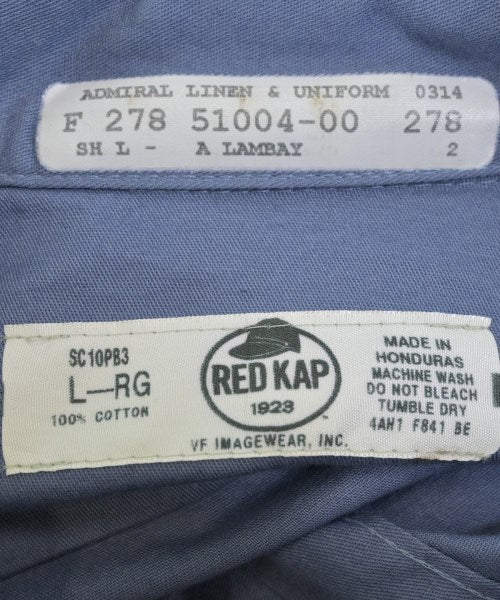 ADMIRAL LINEN & UNIFORM 0314
F 278 51004-00 278
SH L - A LAMBAY 2
SC10PB3
L—RG
100% COTTON
RED KAP
1923
VF IMAGEWEAR, INC.
MADE IN
HONDURAS
MACHINE WASH
DO NOT BLEACH
TUMBLE DRY
4AH1 F841 BE